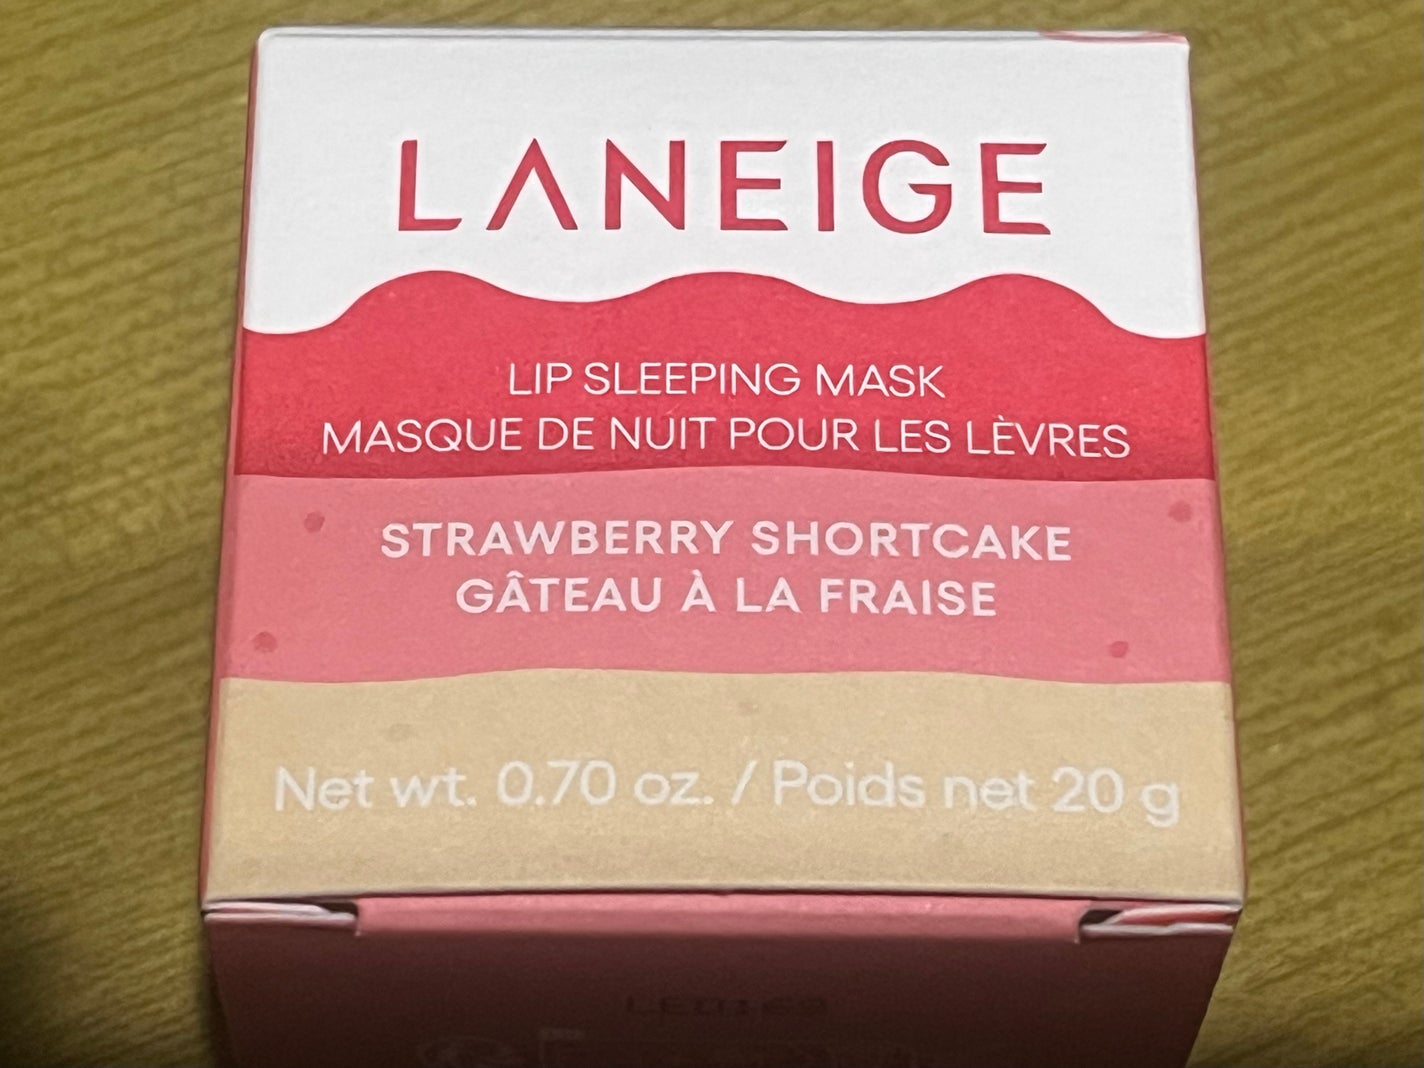 LANEIGE
LIP SLEEPING MASK
MASQUE DE NUIT POUR LES LÈVRES
STRAWBERRY SHORTCAKE
GÂTEAU À LA FRAISE
Net wt. 0.70 oz. / Poids net 20 g